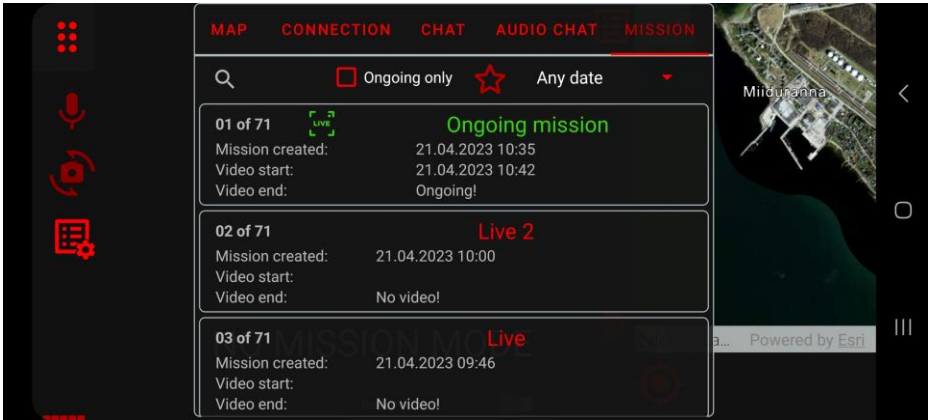 MAP CONNECTION CHAT AUDIO CHAT MISSION
Ongoing only Any date
01 of 71 LIVE Ongoing mission
Mission created: 21.04.2023 10:35
Video start: 21.04.2023 10:42
Video end: Ongoing!
02 of 71 Live 2
Mission created: 21.04.2023 10:00
Video start:
Video end: No video!
03 of 71 Live
Mission created: 21.04.2023 09:46
Video start:
Video end: No video!
MISSION MODE
Miiduranna
a... Powered by Esri